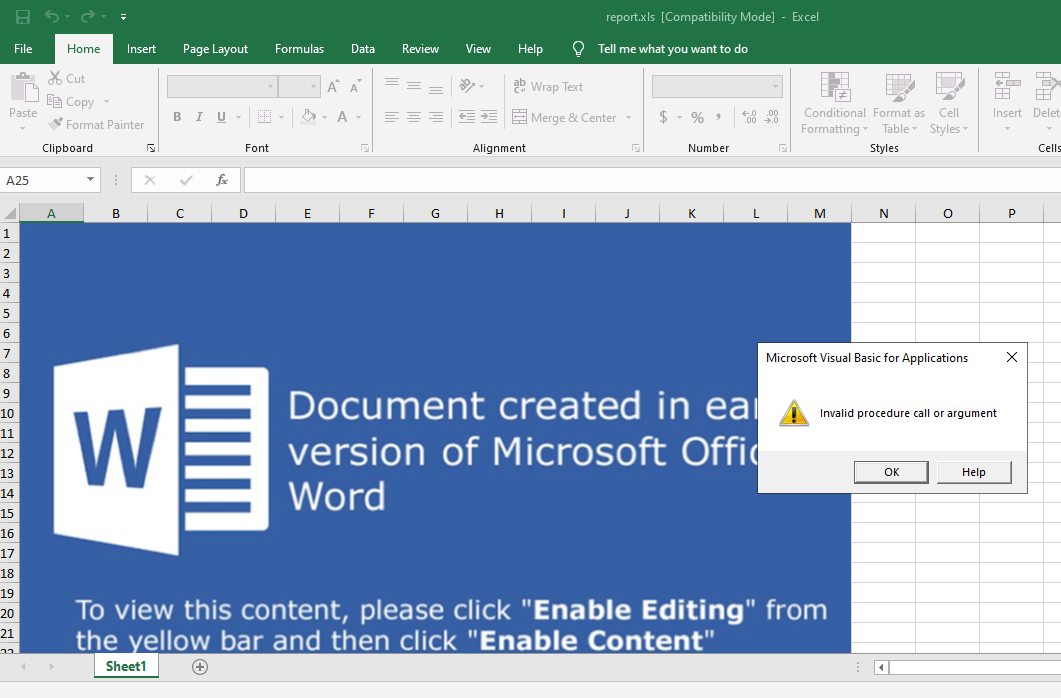 report.xls [Compatibility Mode] - Excel
File Home Insert Page Layout Formulas Data Review View Help Tell me what you want to do
Cut
Copy
Format Painter
Paste
Clipboard
B I U A
A A
Font
ab Wrap Text
Merge & Center
Alignment
$ % , .00 .00
Number
Conditional Formatting
Format as Table
Cell Styles
Styles
Insert
Delet
Cells
A25
fx
A B C D E F G H I J K L M N O P
1
2
3
4
5
6
7
8
9
10
11
12
13
14
15
16
17
18
19
20
21
22
W
Document created in ear
version of Microsoft Offic
Word
To view this content, please click "Enable Editing" from
the yellow bar and then click "Enable Content"
Microsoft Visual Basic for Applications
Invalid procedure call or argument
OK Help
Sheet1